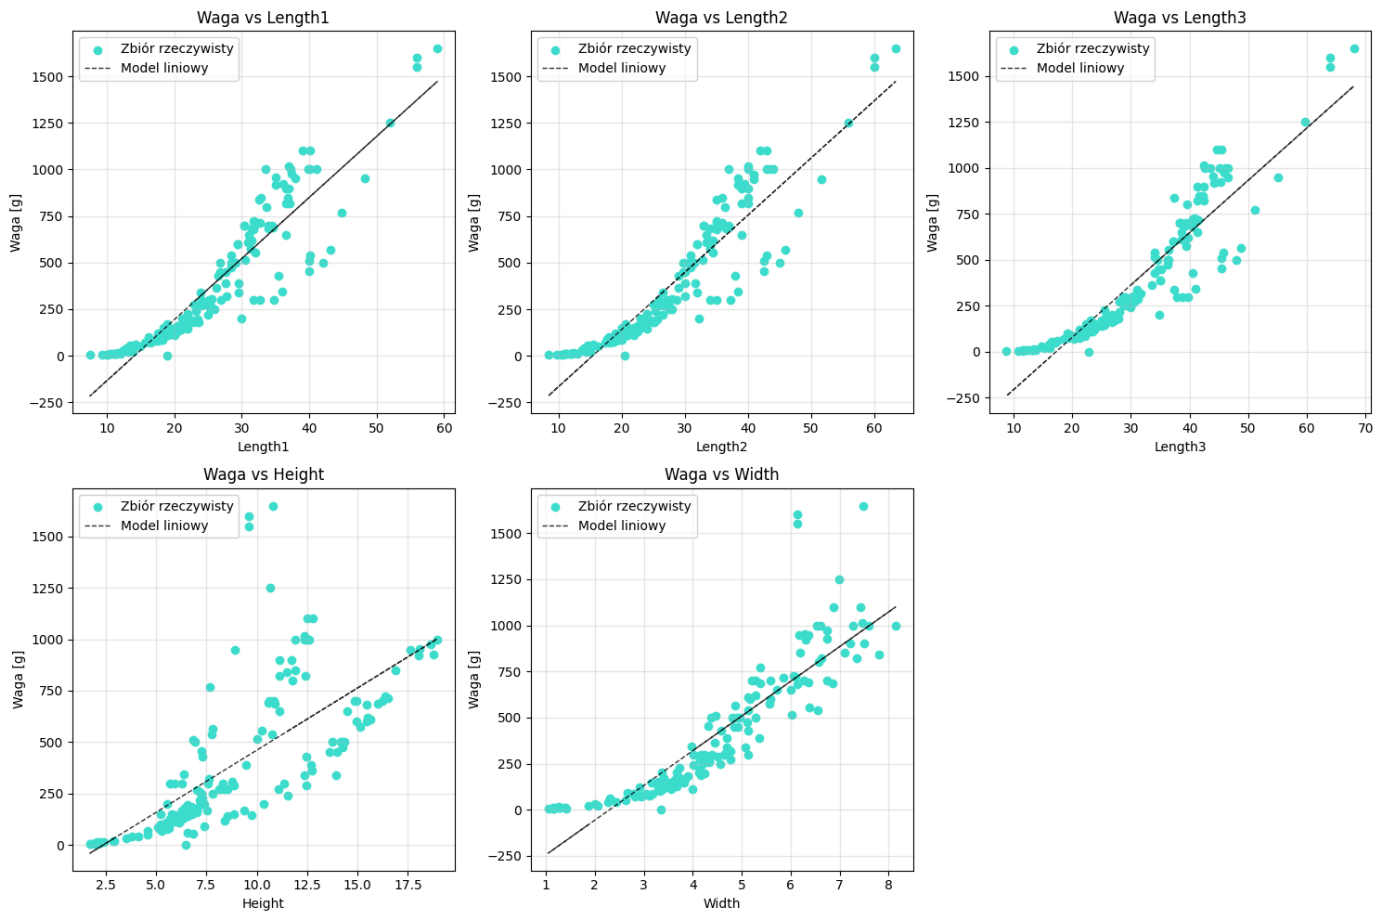 Waga vs Length1
Zbiór rzeczywisty
Model liniowy
1500
1250
1000
750
500
250
0
−250
Waga [g]
10 20 30 40 50 60
Length1
Waga vs Length2
Zbiór rzeczywisty
Model liniowy
1500
1250
1000
750
500
250
0
−250
Waga [g]
10 20 30 40 50 60
Length2
Waga vs Length3
Zbiór rzeczywisty
Model liniowy
1500
1250
1000
750
500
250
0
−250
Waga [g]
10 20 30 40 50 60 70
Length3
Waga vs Height
Zbiór rzeczywisty
Model liniowy
1500
1250
1000
750
500
250
0
Waga [g]
2.5 5.0 7.5 10.0 12.5 15.0 17.5
Height
Waga vs Width
Zbiór rzeczywisty
Model liniowy
1500
1250
1000
750
500
250
0
−250
Waga [g]
1 2 3 4 5 6 7 8
Width